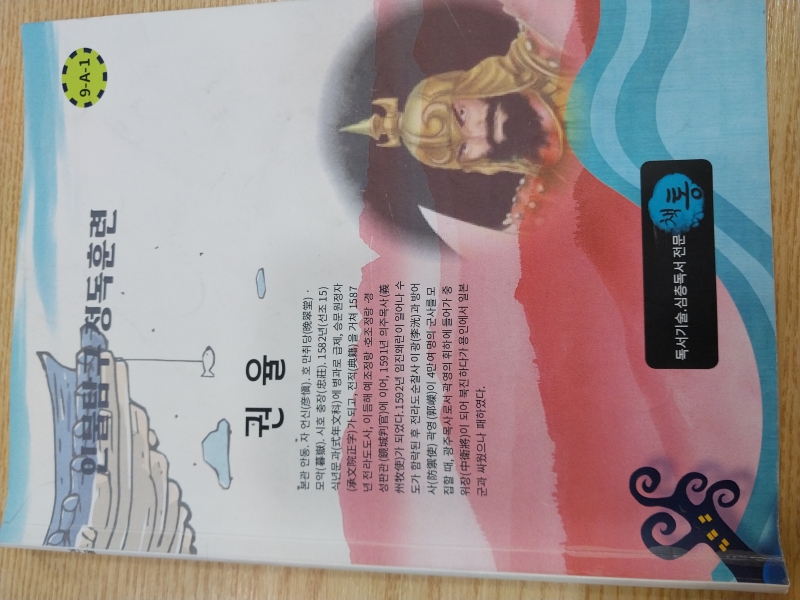 9-A-1
인물탐구 정독훈련
권 율
본관 안동. 자 언신(彦愼). 호 만취당(晩翠堂) ·
모악(暮嶽). 시호 충장(忠莊). 1582년(선조 15)
식년문과(式年文科)에 병과로 급제, 승문원정자
(承文院正字)가 되고, 전적(典籍)을 거쳐 1587
년 전라도도사, 이듬해 예조정랑 ·호조정랑 ·경
성판관(鏡城判官)에 이어, 1591년 의주목사(義
州牧使)가 되었다.1592년 임진왜란이 일어나 수
도가 함락된 후 전라도순찰사 이광(李洸)과 방어
사(防禦使) 곽영(郭嶸)이 4만여 명의 군사를 모
집할 때, 광주목사로서 곽영의 휘하에 들어가 중
위장(中衛將)이 되어 북진하다가 용인에서 일본
군과 싸웠으나 패하였다.
독서기술.심층독서 전문 책통